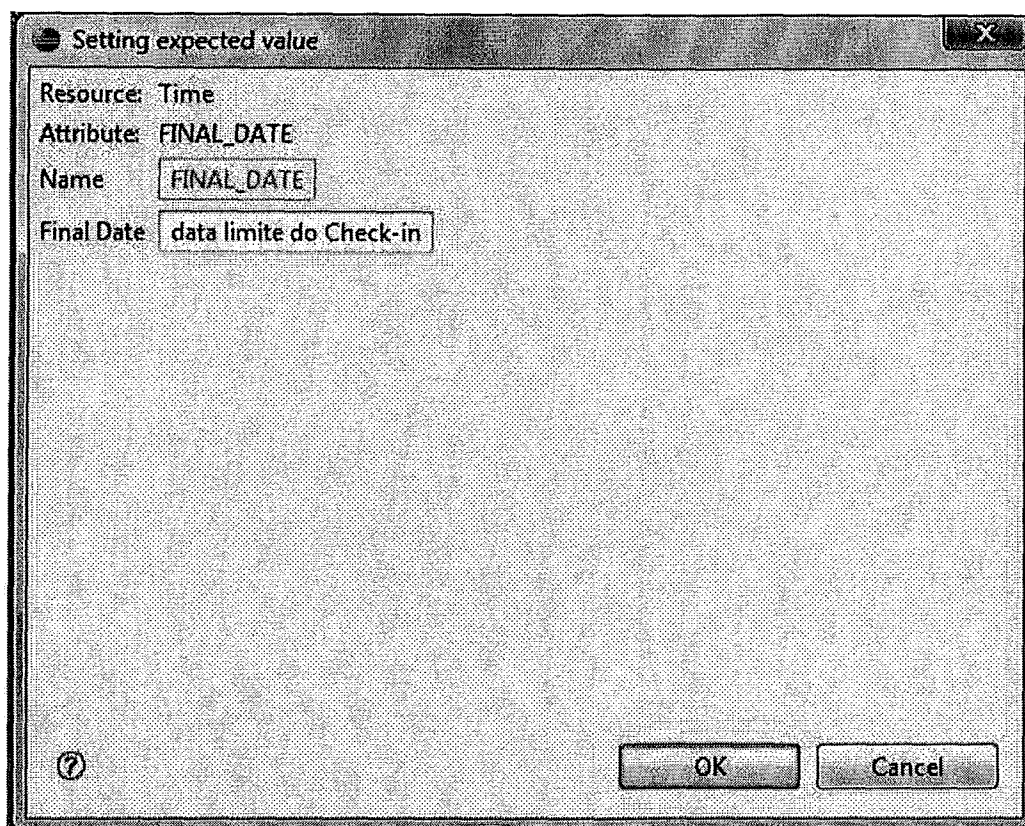 Setting expected value
Resource: Time
Attribute: FINAL_DATE
Name FINAL_DATE
Final Date data limite do Check-in
OK Cancel